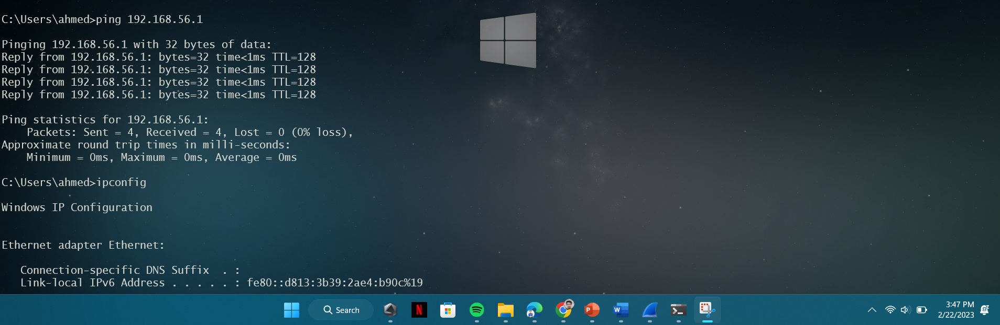 C:\Users\ahmed>ping 192.168.56.1
Pinging 192.168.56.1 with 32 bytes of data:
Reply from 192.168.56.1: bytes=32 time<1ms TTL=128
Reply from 192.168.56.1: bytes=32 time<1ms TTL=128
Reply from 192.168.56.1: bytes=32 time<1ms TTL=128
Reply from 192.168.56.1: bytes=32 time<1ms TTL=128
Ping statistics for 192.168.56.1:
    Packets: Sent = 4, Received = 4, Lost = 0 (0% loss),
Approximate round trip times in milli-seconds:
    Minimum = 0ms, Maximum = 0ms, Average = 0ms
C:\Users\ahmed>ipconfig
Windows IP Configuration
Ethernet adapter Ethernet:
   Connection-specific DNS Suffix  . :
   Link-local IPv6 Address . . . . . : fe80::d813:3b39:2ae4:b90c%19
Search
N
P
W
3:47 PM
2/22/2023